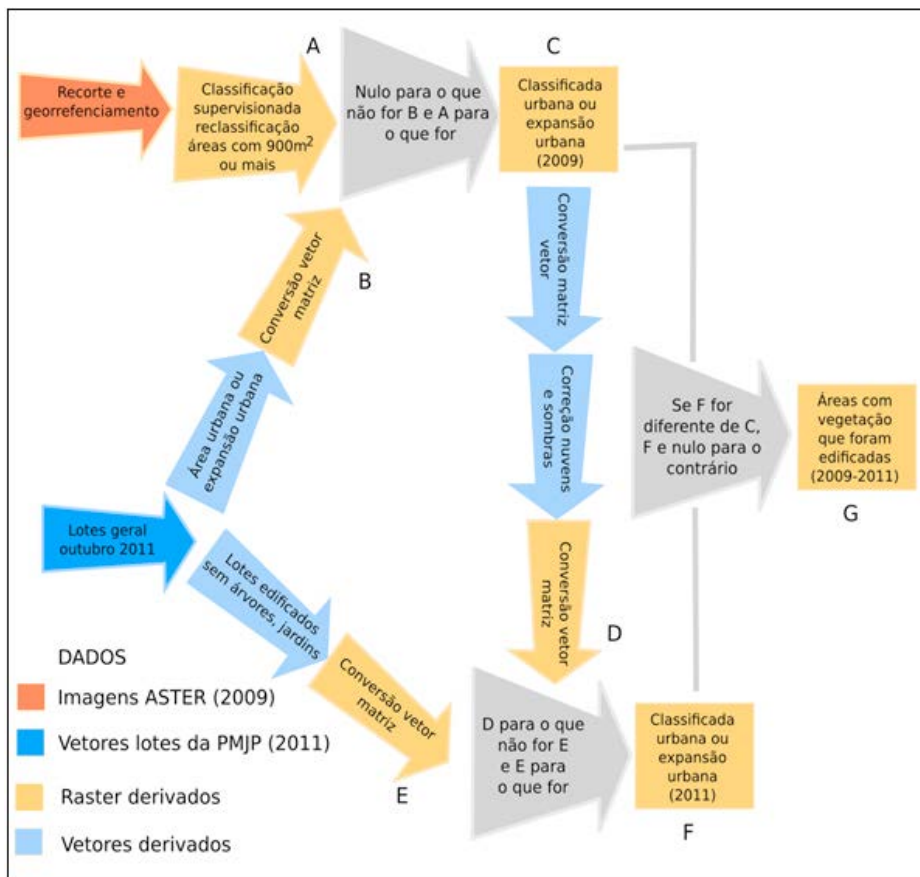 A
Recorte e
georrefenciamento
Classificação
supervisionada
reclassificação
áreas com 900m²
ou mais
Nulo para o que
não for B e A para
o que for
C
Classificada
urbana ou
expansão
urbana
(2009)
Conversão vetor
matriz
B
Conversão matriz
vetor
Área urbana ou
expansão urbana
Correção nuvens
e sombras
Se F for
diferente de C,
F e nulo para o
contrário
Áreas com
vegetação
que foram
edificadas
(2009-2011)
G
Lotes geral
outubro 2011
Lotes edificados
sem árvores, jardins
Conversão vetor
matriz
D
Conversão vetor
matriz
E
D para o que
não for E
e E para
o que for
Classificada
urbana ou
expansão
urbana
(2011)
F
DADOS
Imagens ASTER (2009)
Vetores lotes da PMJP (2011)
Raster derivados
Vetores derivados